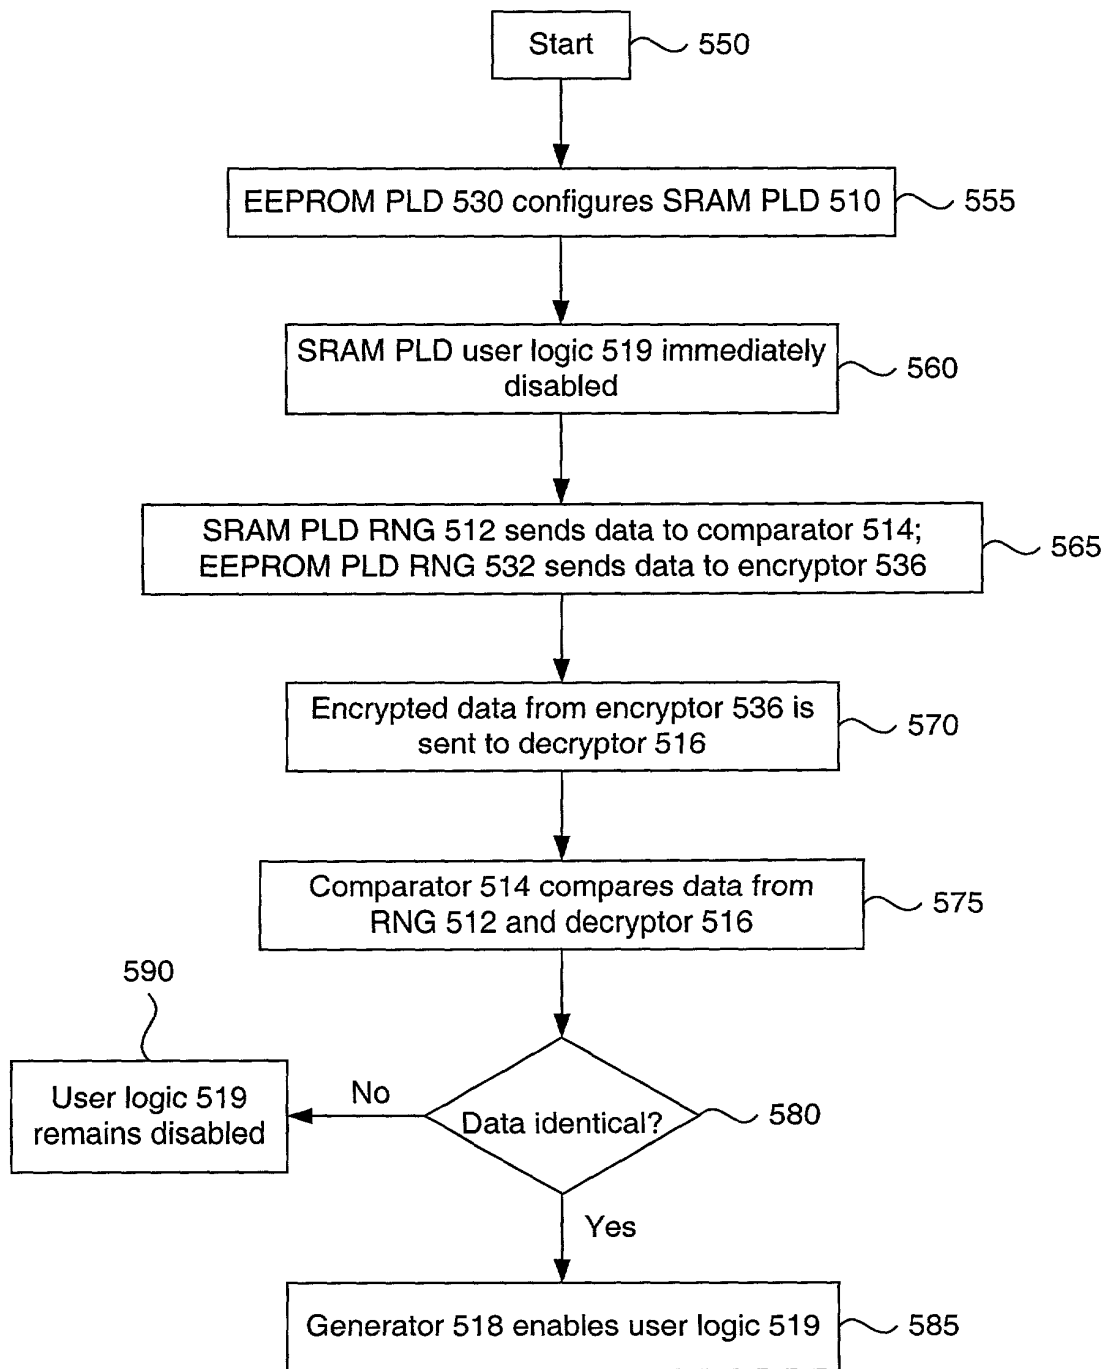 Start
550
EEPROM PLD 530 configures SRAM PLD 510
555
SRAM PLD user logic 519 immediately
disabled
560
SRAM PLD RNG 512 sends data to comparator 514;
EEPROM PLD RNG 532 sends data to encryptor 536
565
Encrypted data from encryptor 536 is
sent to decryptor 516
570
Comparator 514 compares data from
RNG 512 and decryptor 516
575
590
User logic 519
remains disabled
No
Data identical?
580
Yes
Generator 518 enables user logic 519
585